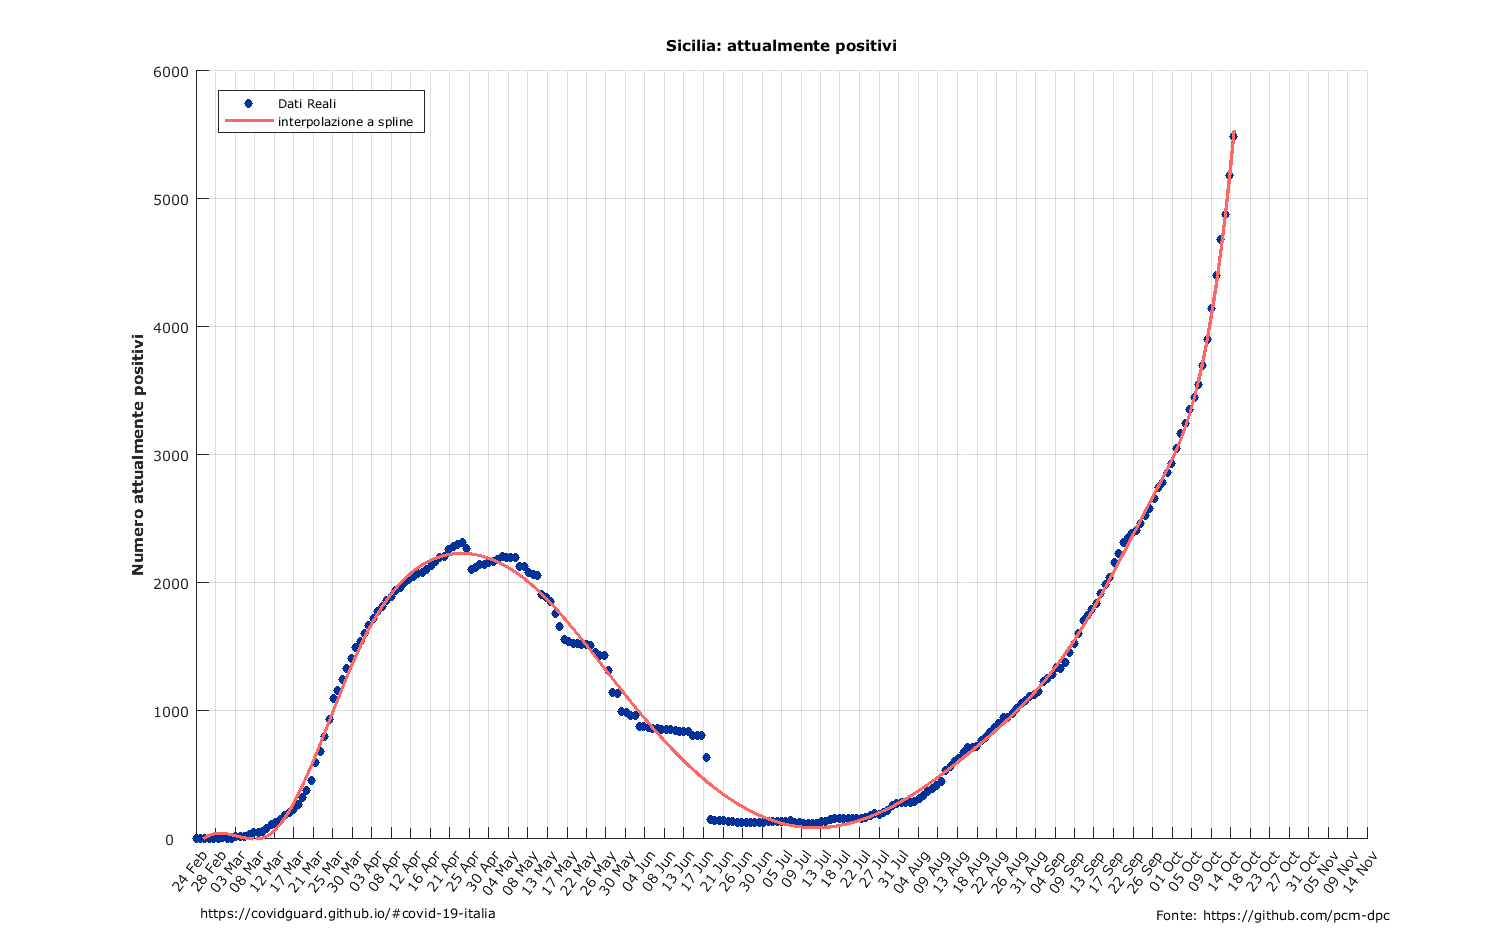 Sicilia: attualmente positivi
6000
5000
4000
3000
2000
1000
0
Numero attualmente positivi
Dati Reali
interpolazione a spline
24 Feb
28 Feb
03 Mar
08 Mar
12 Mar
17 Mar
21 Mar
25 Mar
30 Mar
03 Apr
08 Apr
12 Apr
16 Apr
21 Apr
25 Apr
30 Apr
04 May
08 May
13 May
17 May
22 May
26 May
30 May
04 Jun
08 Jun
13 Jun
17 Jun
21 Jun
26 Jun
30 Jun
05 Jul
09 Jul
13 Jul
18 Jul
22 Jul
27 Jul
31 Jul
04 Aug
09 Aug
13 Aug
18 Aug
22 Aug
26 Aug
31 Aug
04 Sep
09 Sep
13 Sep
17 Sep
22 Sep
26 Sep
01 Oct
05 Oct
09 Oct
14 Oct
18 Oct
23 Oct
27 Oct
31 Oct
05 Nov
09 Nov
14 Nov
https://covidguard.github.io/#covid-19-italia
Fonte: https://github.com/pcm-dpc